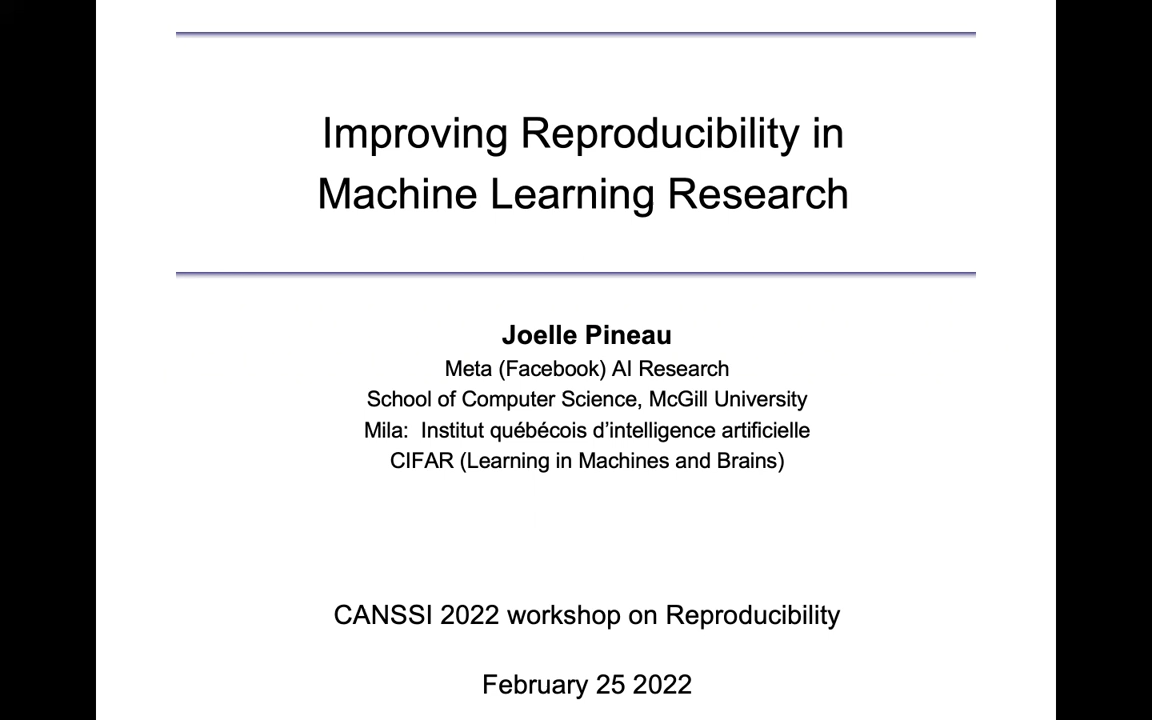 Improving Reproducibility in
Machine Learning Research
Joelle Pineau
Meta (Facebook) AI Research
School of Computer Science, McGill University
Mila:  Institut québécois d’intelligence artificielle
CIFAR (Learning in Machines and Brains)
CANSSI 2022 workshop on Reproducibility
February 25 2022